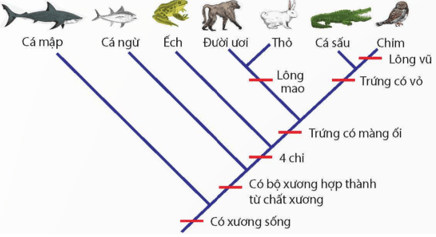 Cá mập
Cá ngừ
Ếch
Đười ươi
Thỏ
Cá sấu
Chim
Lông vũ
Lông
mao
Trứng có vỏ
Trứng có màng ối
4 chi
Có bộ xương hợp thành
từ chất xương
Có xương sống